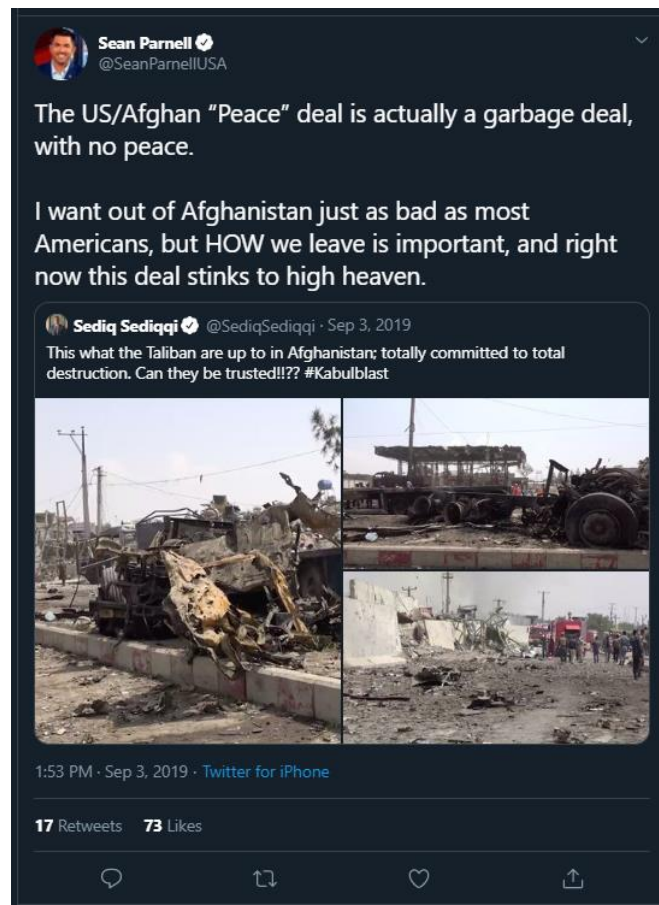 Sean Parnell
@SeanParnellUSA
The US/Afghan “Peace” deal is actually a garbage deal,
with no peace.
I want out of Afghanistan just as bad as most
Americans, but HOW we leave is important, and right
now this deal stinks to high heaven.
Sediq Sediqqi @SediqSediqqi · Sep 3, 2019
This what the Taliban are up to in Afghanistan; totally committed to total
destruction. Can they be trusted!!?? #Kabulblast
1:53 PM · Sep 3, 2019 · Twitter for iPhone
17 Retweets 73 Likes